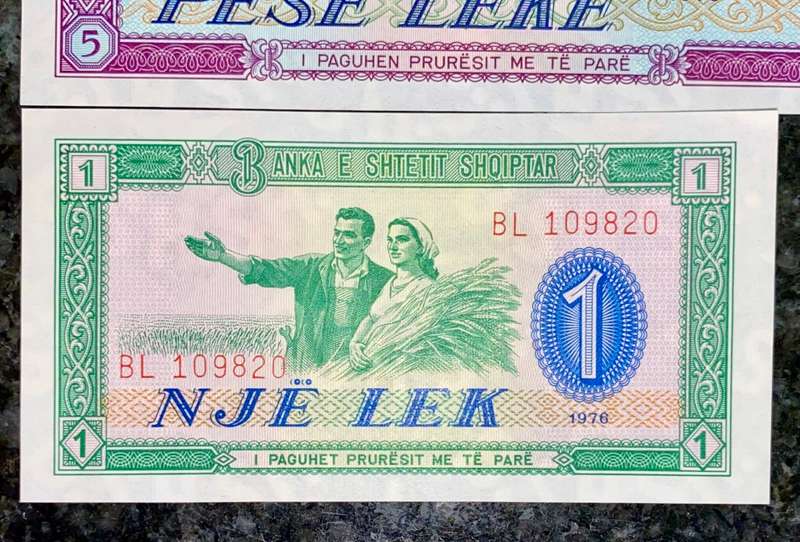 PESË LEKË
5
I PAGUHEN PRURËSIT ME TË PARË
1 BANKA E SHTETIT SHQIPTAR 1
BL 109820
1
BL 109820
NJË LEK 1976
1 I PAGUHET PRURËSIT ME TË PARË 1